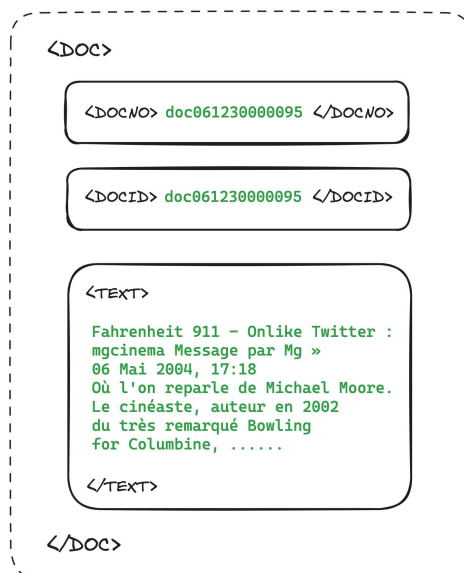 <DOC>
<DOCNO> doc061230000095 </DOCNO>
<DOCID> doc061230000095 </DOCID>
<TEXT>
Fahrenheit 911 - Onlike Twitter :
mgcinema Message par Mg »
06 Mai 2004, 17:18
Où l'on reparle de Michael Moore.
Le cinéaste, auteur en 2002
du très remarqué Bowling
for Columbine, ......
</TEXT>
</DOC>